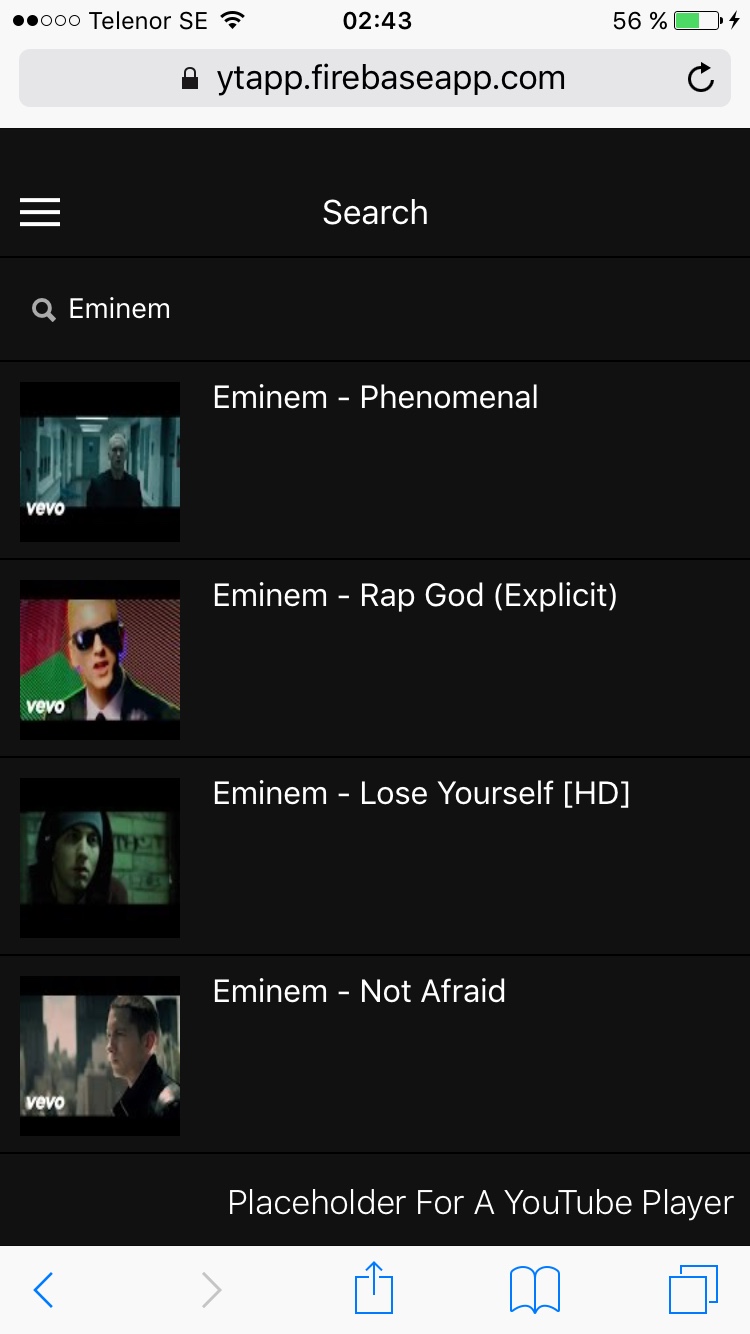 Telenor SE 02:43 56 %
ytapp.firebaseapp.com
Search
Eminem
Eminem - Phenomenal
vevo
Eminem - Rap God (Explicit)
vevo
Eminem - Lose Yourself [HD]
Eminem - Not Afraid
vevo
Placeholder For A YouTube Player